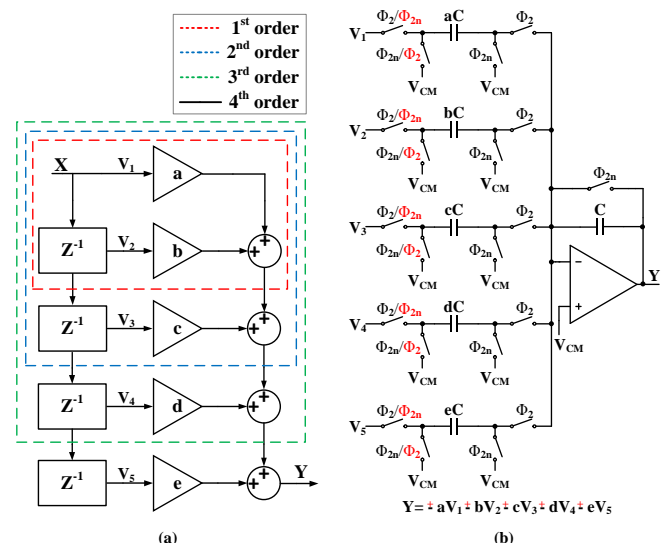 1st order
2nd order
3rd order
4th order
X
V1
a
Z-1
V2
b
+
+
Z-1
V3
c
+
+
Z-1
V4
d
+
+
Z-1
V5
e
+
+
Y
(a)
V1
Φ2/Φ2n
aC
Φ2
Φ2n/Φ2
Φ2n
VCM
VCM
V2
Φ2/Φ2n
bC
Φ2
Φ2n/Φ2
Φ2n
VCM
VCM
V3
Φ2/Φ2n
cC
Φ2
Φ2n/Φ2
Φ2n
VCM
VCM
V4
Φ2/Φ2n
dC
Φ2
Φ2n/Φ2
Φ2n
VCM
VCM
V5
Φ2/Φ2n
eC
Φ2
Φ2n/Φ2
Φ2n
VCM
VCM
Φ2n
C
−
+
Y
VCM
Y= ± aV1 ± bV2 ± cV3 ± dV4 ± eV5
(b)